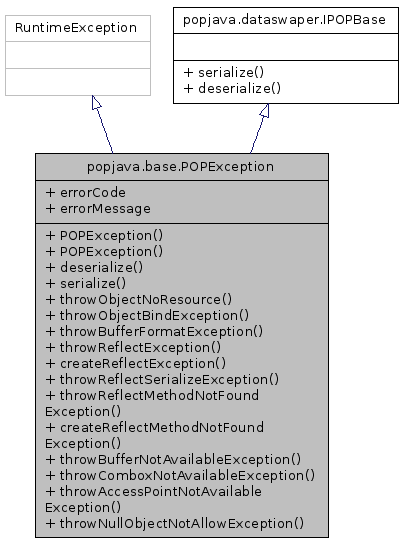 RuntimeException
popjava.dataswaper.IPOPBase
+ serialize()
+ deserialize()
popjava.base.POPException
+ errorCode
+ errorMessage
+ POPException()
+ POPException()
+ deserialize()
+ serialize()
+ throwObjectNoResource()
+ throwObjectBindException()
+ throwBufferFormatException()
+ throwReflectException()
+ createReflectException()
+ throwReflectSerializeException()
+ throwReflectMethodNotFound
Exception()
+ createReflectMethodNotFound
Exception()
+ throwBufferNotAvailableException()
+ throwComboxNotAvailableException()
+ throwAccessPointNotAvailable
Exception()
+ throwNullObjectNotAllowException()